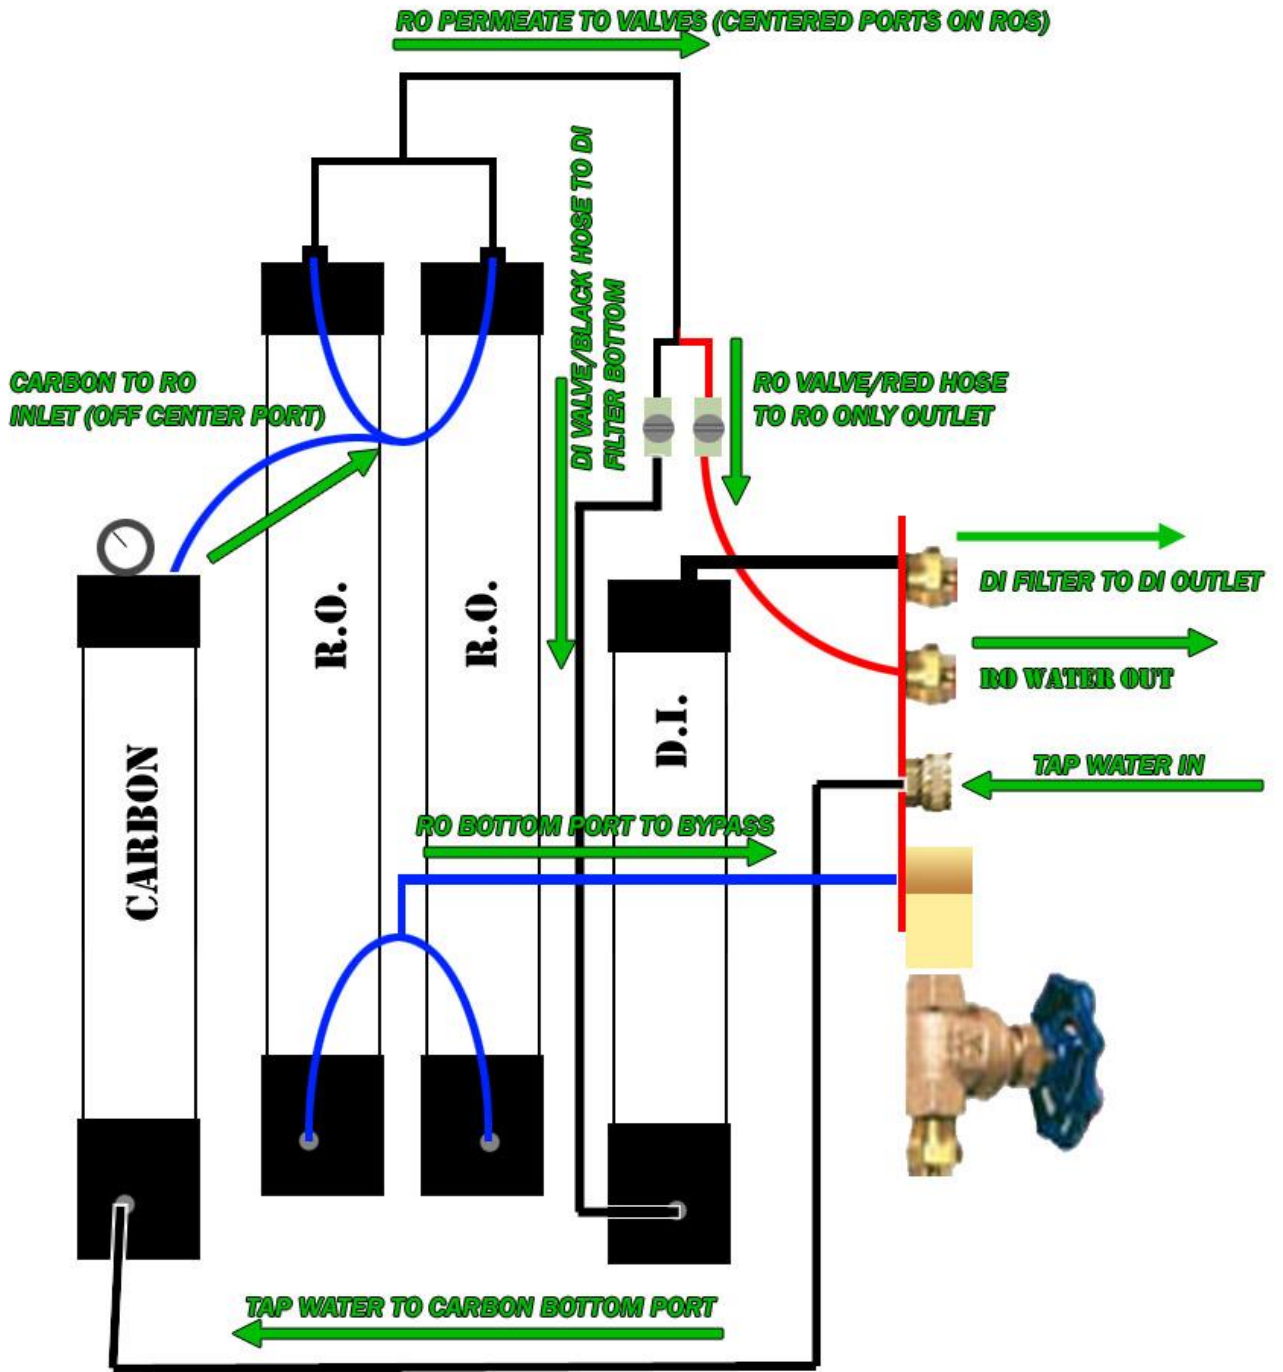 RO PERMEATE TO VALVES (CENTERED PORTS ON ROS)
DI VALVE/BLACK HOSE TO DI
FILTER BOTTOM
CARBON TO RO
INLET (OFF CENTER PORT)
RO VALVE/RED HOSE
TO RO ONLY OUTLET
R.O.
R.O.
DI FILTER TO DI OUTLET
RO WATER OUT
D.I.
TAP WATER IN
CARBON
RO BOTTOM PORT TO BYPASS
TAP WATER TO CARBON BOTTOM PORT